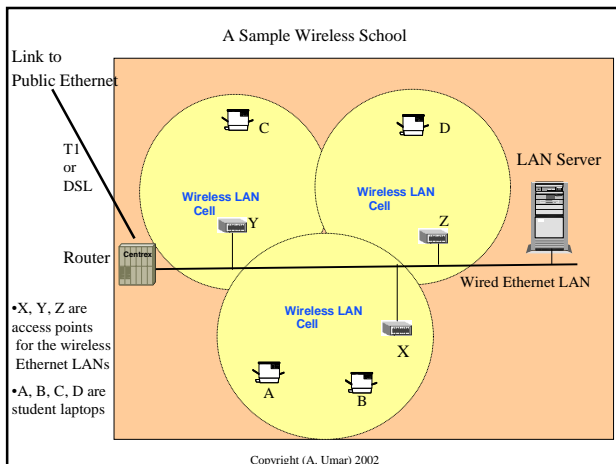 A Sample Wireless School
Link to
Public Ethernet
T1
or
DSL
C
D
LAN Server
Wireless LAN
Cell
Y
Wireless LAN
Cell
Z
Router
Centrex
Wired Ethernet LAN
•X, Y, Z are
access points
for the wireless
Ethernet LANs
Wireless LAN
Cell
X
A
B
•A, B, C, D are
student laptops
Copyright (A. Umar) 2002